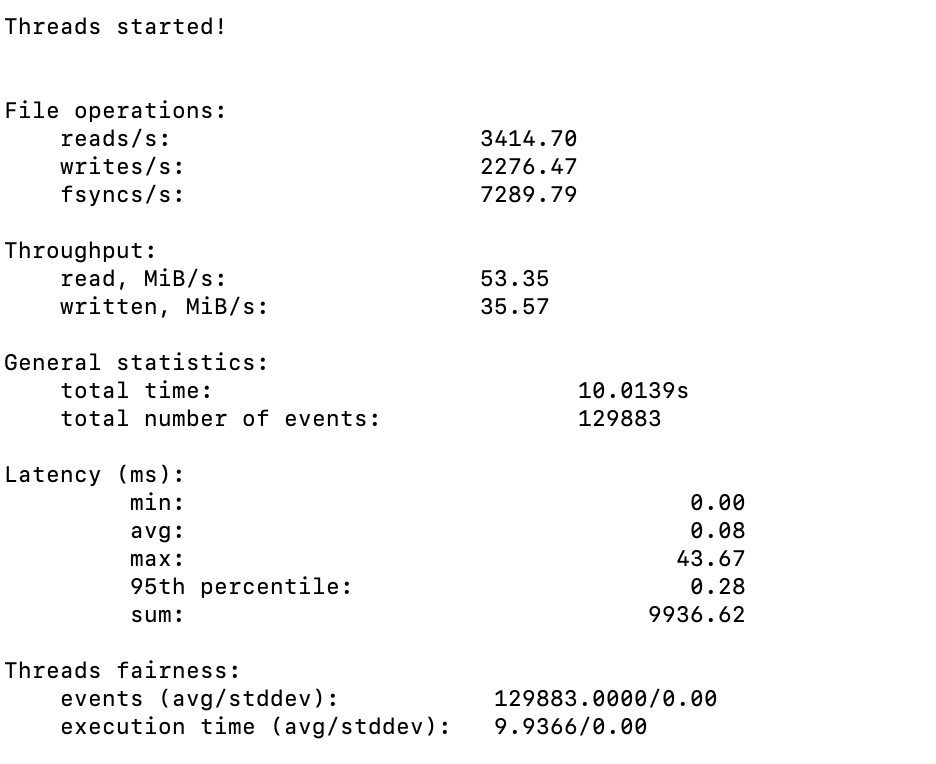 Threads started!
File operations:
reads/s: 3414.70
writes/s: 2276.47
fsyncs/s: 7289.79
Throughput:
read, MiB/s: 53.35
written, MiB/s: 35.57
General statistics:
total time: 10.0139s
total number of events: 129883
Latency (ms):
min: 0.00
avg: 0.08
max: 43.67
95th percentile: 0.28
sum: 9936.62
Threads fairness:
events (avg/stddev): 129883.0000/0.00
execution time (avg/stddev): 9.9366/0.00